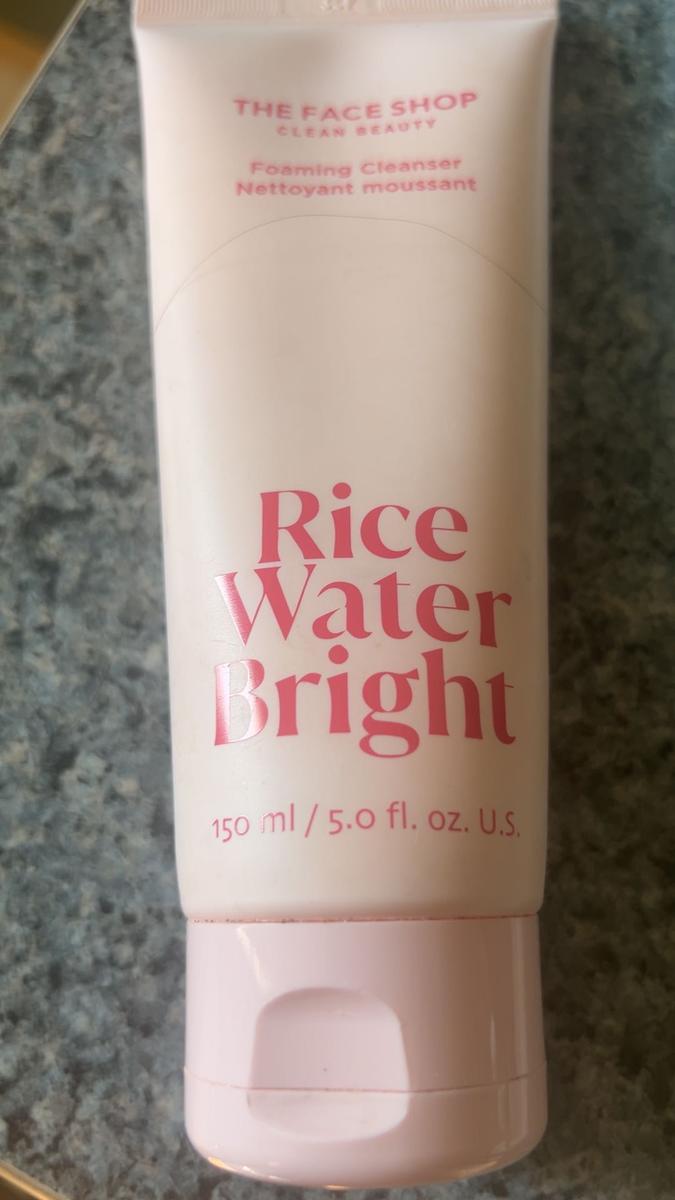 THE FACE SHOP
CLEAN BEAUTY
Foaming Cleanser
Nettoyant moussant
Rice
Water
Bright
150 ml / 5.0 fl. oz. U.S.